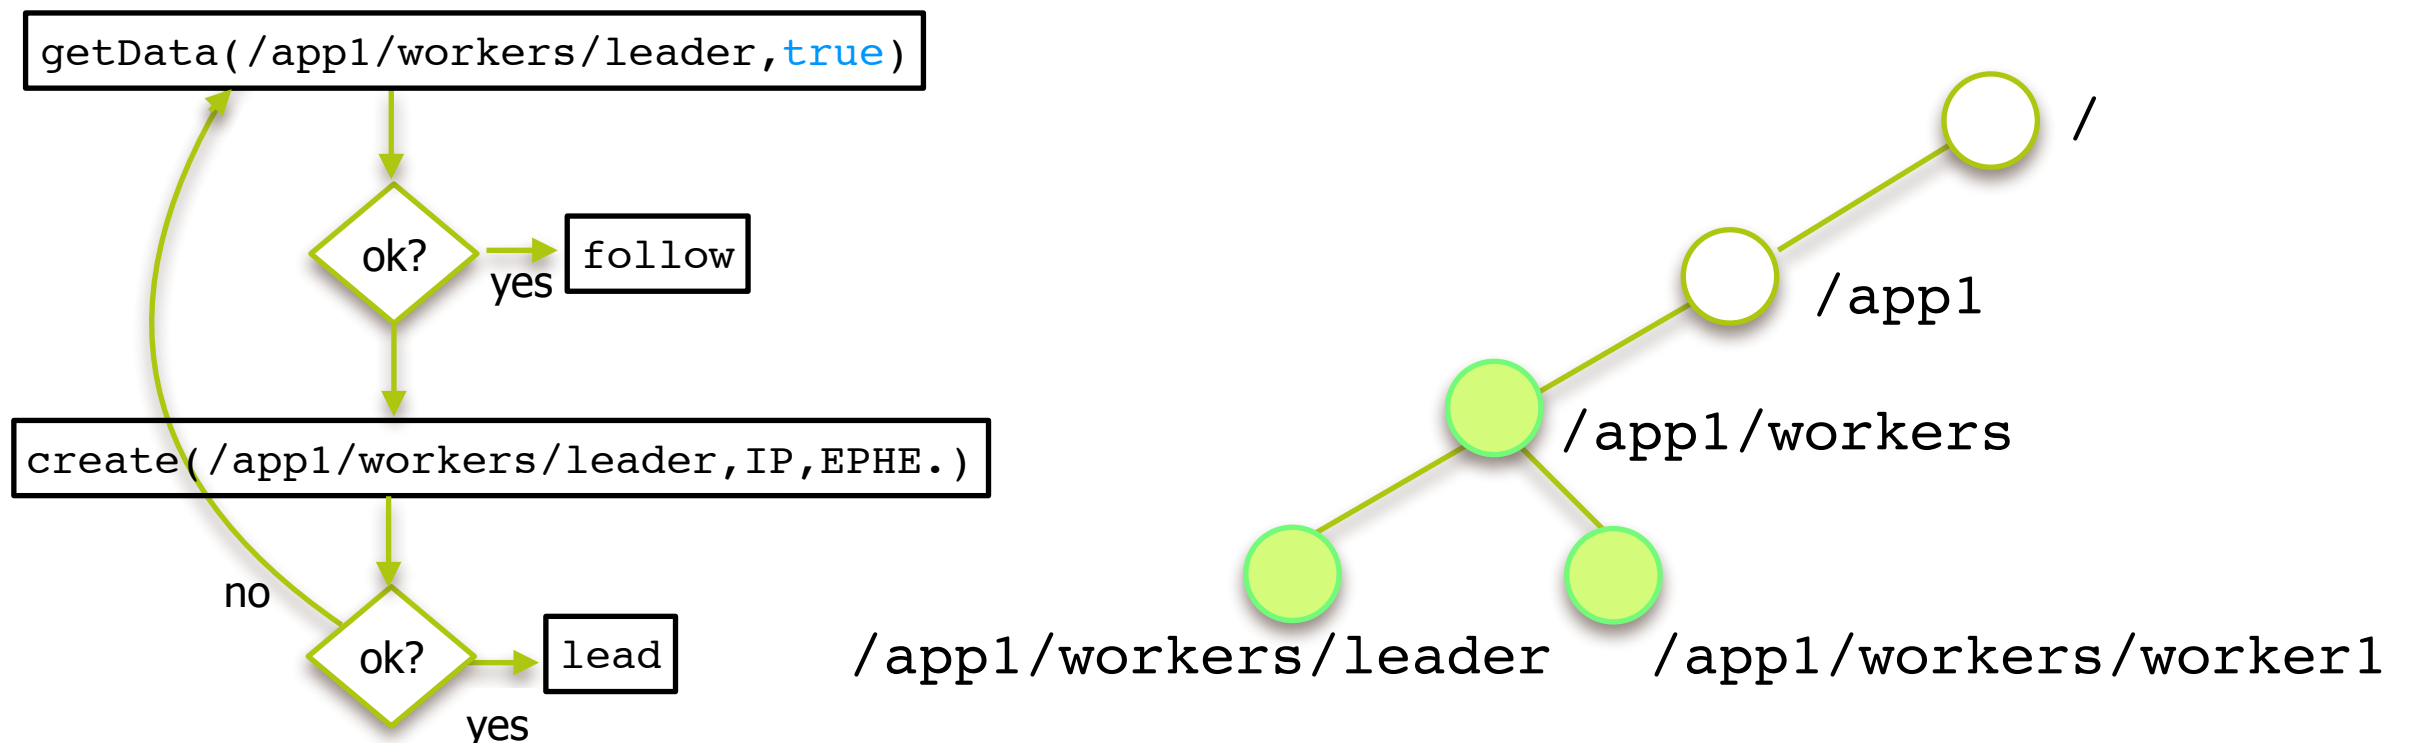 getData(/app1/workers/leader,true)
ok?
yes
follow
create(/app1/workers/leader,IP,EPHE.)
no
ok?
yes
lead
/
/app1
/app1/workers
/app1/workers/leader
/app1/workers/worker1